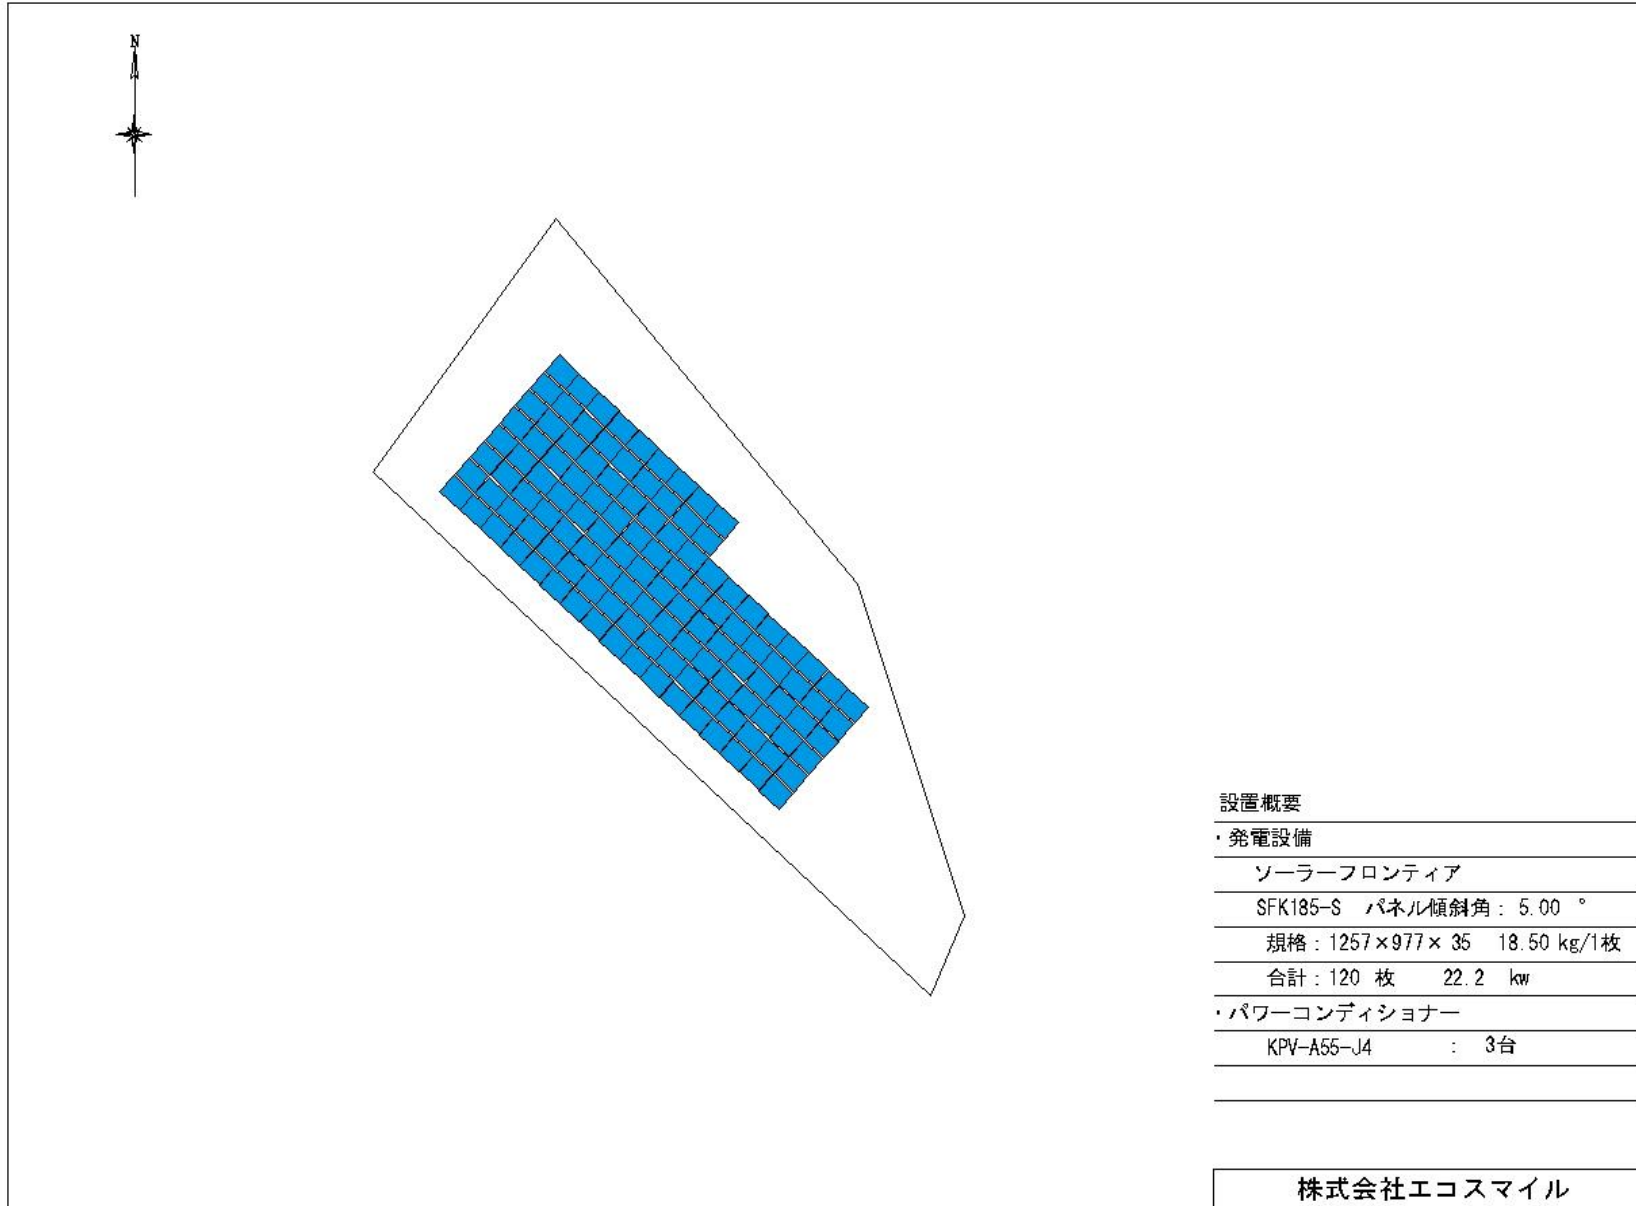 N
設置概要
・発電設備
ソーラーフロンティア
SFK185-S パネル傾斜角：5.00 °
規格：1257×977× 35 18.50 kg/1枚
合計：120 枚 22.2 kw
・パワーコンディショナー
KPV-A55-J4 ： 3台
株式会社エコスマイル